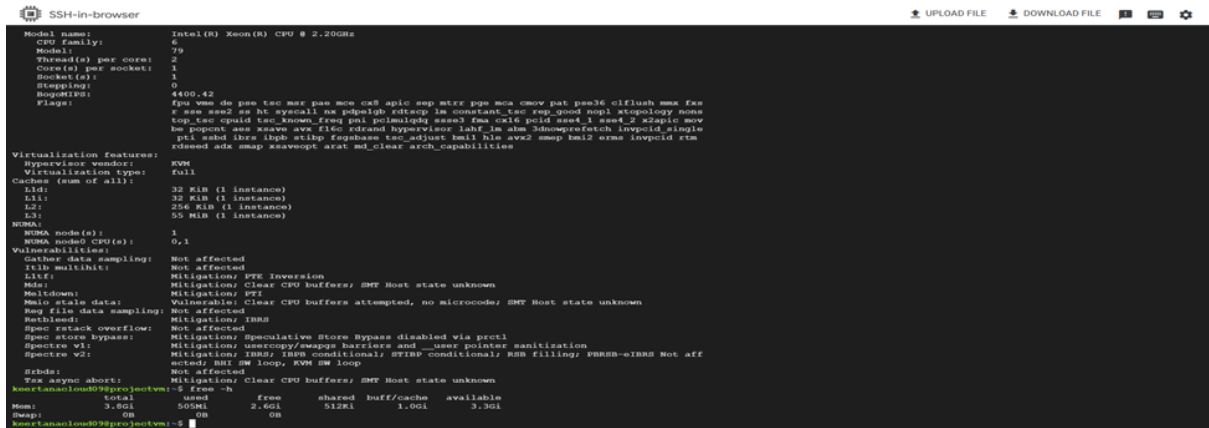 SSH-in-browser
UPLOAD FILE
DOWNLOAD FILE
Model name: Intel(R) Xeon(R) CPU @ 2.20GHz
CPU family: 6
Model: 79
Thread(s) per core: 2
Core(s) per socket: 1
Socket(s): 1
Stepping: 0
BogoMIPS: 4400.42
Flags: fpu vme de pse tsc msr pae mce cx8 apic sep mtrr pge mca cmov pat pse36 clflush mmx fxs
r sse sse2 ss ht syscall nx pdpe1gb rdtscp lm constant_tsc rep_good nopl xtopology nons
top_tsc cpuid tsc_known_freq pni pclmulqdq ssse3 fma cx16 pcid sse4_1 sse4_2 x2apic mov
be popcnt aes xsave avx f16c rdrand hypervisor lahf_lm abm 3dnowprefetch invpcid_single
pti ssbd ibrs ibpb stibp fsgsbase tsc_adjust bmi1 hle avx2 smep bmi2 erms invpcid rtm
rdseed adx smap xsaveopt arat md_clear arch_capabilities
Virtualization features:
Hypervisor vendor: KVM
Virtualization type: full
Caches (sum of all):
L1d: 32 KiB (1 instance)
L1i: 32 KiB (1 instance)
L2: 256 KiB (1 instance)
L3: 55 MiB (1 instance)
NUMA:
NUMA node(s): 1
NUMA node0 CPU(s): 0,1
Vulnerabilities:
Gather data sampling: Not affected
Itlb multihit: Not affected
L1tf: Mitigation; PTE Inversion
Mds: Mitigation; Clear CPU buffers; SMT Host state unknown
Meltdown: Mitigation; PTI
Mmio stale data: Vulnerable: Clear CPU buffers attempted, no microcode; SMT Host state unknown
Reg file data sampling: Not affected
Retbleed: Mitigation; IBRS
Spec rstack overflow: Not affected
Spec store bypass: Mitigation; Speculative Store Bypass disabled via prctl
Spectre v1: Mitigation; usercopy/swapgs barriers and __user pointer sanitization
Spectre v2: Mitigation; IBRS; IBPB conditional; STIBP conditional; RSB filling; PBRSB-eIBRS Not aff
ected; BHI SW loop, KVM SW loop
Srbds: Not affected
Tsx async abort: Mitigation; Clear CPU buffers; SMT Host state unknown
keertanacloud09@projectvm:~$ free -h
total used free shared buff/cache available
Mem: 3.8Gi 505Mi 2.6Gi 512Ki 1.0Gi 3.3Gi
Swap: 0B 0B 0B
keertanacloud09@projectvm:~$